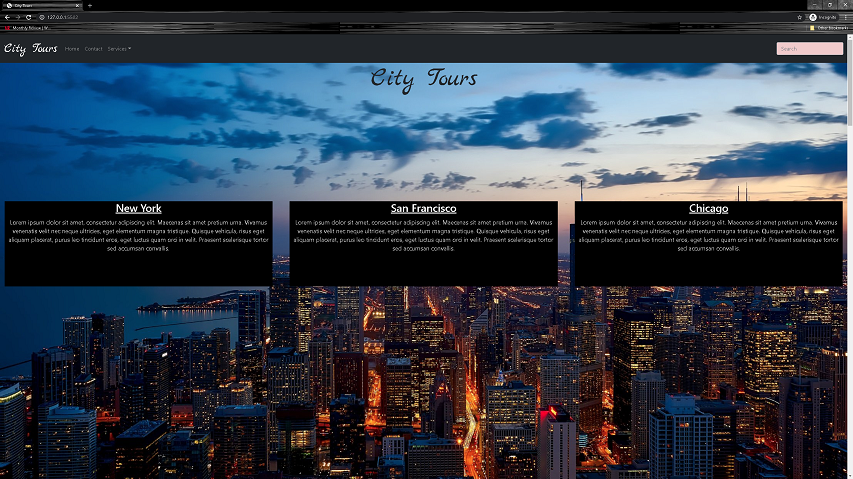 City Tours
127.0.0.1:5502
Incognito
Other bookmarks
City Tours Home Contact Services Search
City Tours
New York
Lorem ipsum dolor sit amet, consectetur adipiscing elit. Maecenas sit amet pretium urna. Vivamus
venenatis velit nec neque ultricies, eget elementum magna tristique. Quisque vehicula, risus eget
aliquam placerat, purus leo tincidunt eros, eget luctus quam orci in velit. Praesent scelerisque tortor
sed accumsan convallis.
San Francisco
Lorem ipsum dolor sit amet, consectetur adipiscing elit. Maecenas sit amet pretium urna. Vivamus
venenatis velit nec neque ultricies, eget elementum magna tristique. Quisque vehicula, risus eget
aliquam placerat, purus leo tincidunt eros, eget luctus quam orci in velit. Praesent scelerisque tortor
sed accumsan convallis.
Chicago
Lorem ipsum dolor sit amet, consectetur adipiscing elit. Maecenas sit amet pretium urna. Vivamus
venenatis velit nec neque ultricies, eget elementum magna tristique. Quisque vehicula, risus eget
aliquam placerat, purus leo tincidunt eros, eget luctus quam orci in velit. Praesent scelerisque tortor
sed accumsan convallis.